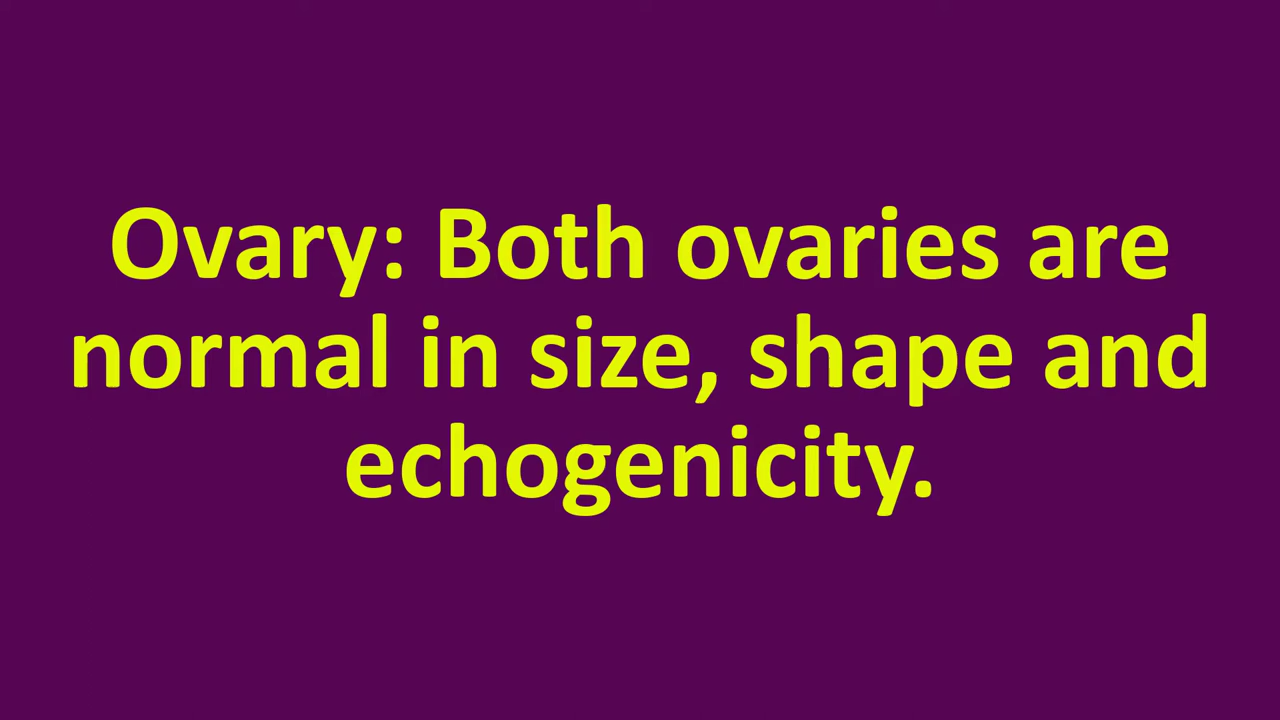 Ovary: Both ovaries are
normal in size, shape and
echogenicity.